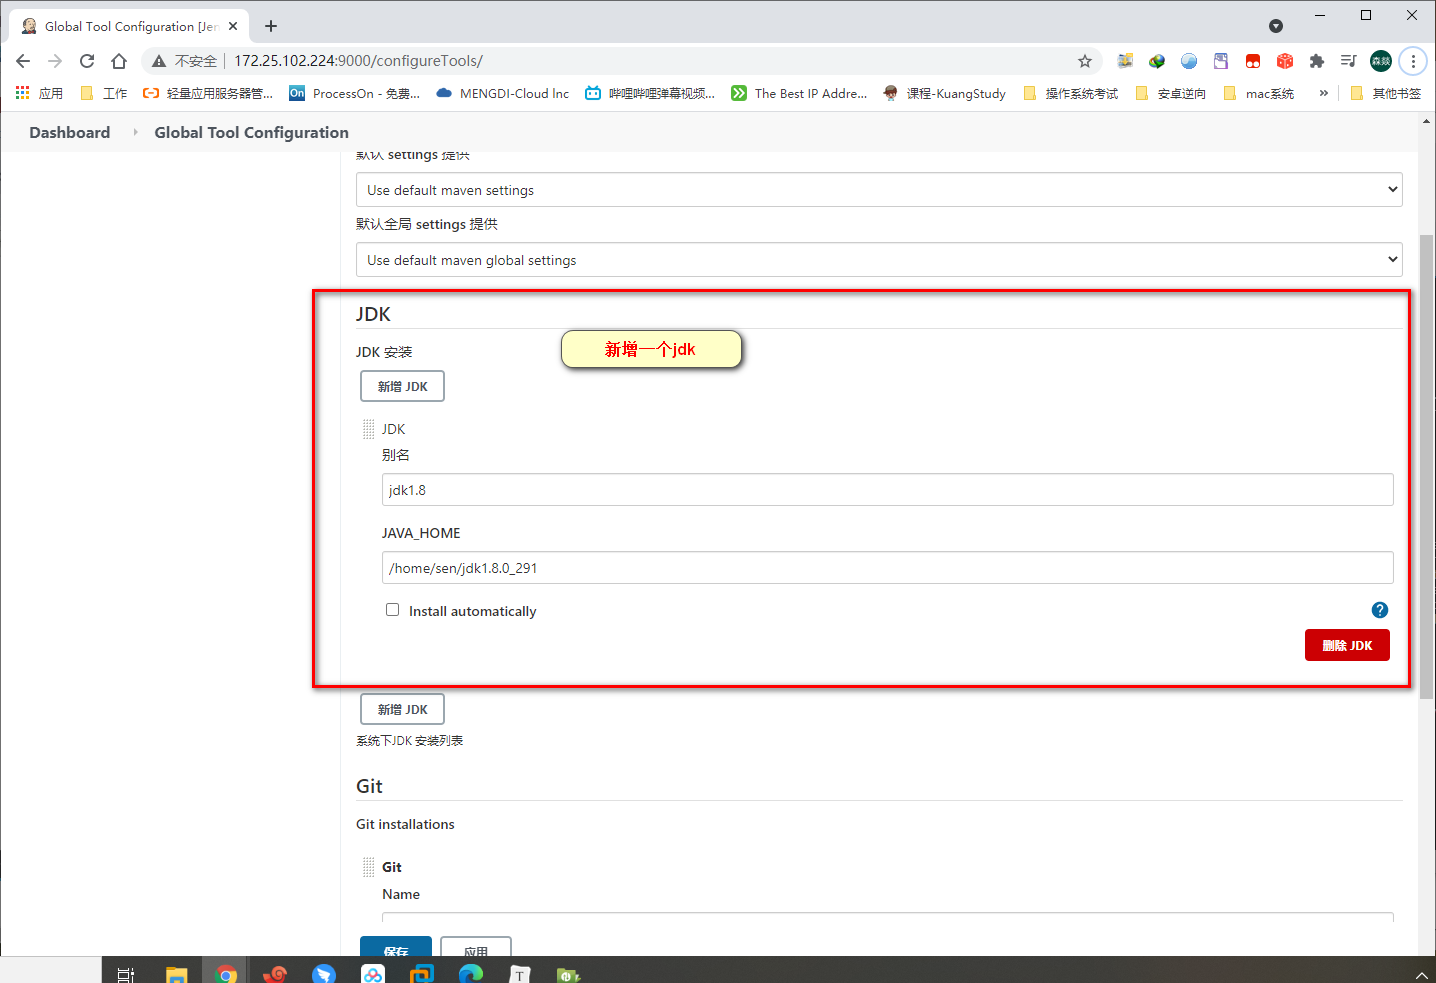 Global Tool Configuration [Jen
不安全
172.25.102.224:9000/configureTools/
森燚
应用
工作
轻量应用服务器管...
On
ProcessOn - 免费...
MENGDI-Cloud Inc
哔哩哔哩弹幕视频...
The Best IP Addre...
课程-KuangStudy
操作系统考试
安卓逆向
mac系统
»
其他书签
Dashboard
Global Tool Configuration
默认 settings 提供
Use default maven settings
默认全局 settings 提供
Use default maven global settings
JDK
JDK 安装
新增一个jdk
新增 JDK
JDK
别名
jdk1.8
JAVA_HOME
/home/sen/jdk1.8.0_291
Install automatically
?
删除 JDK
新增 JDK
系统下JDK 安装列表
Git
Git installations
Git
Name
保存
应用
T